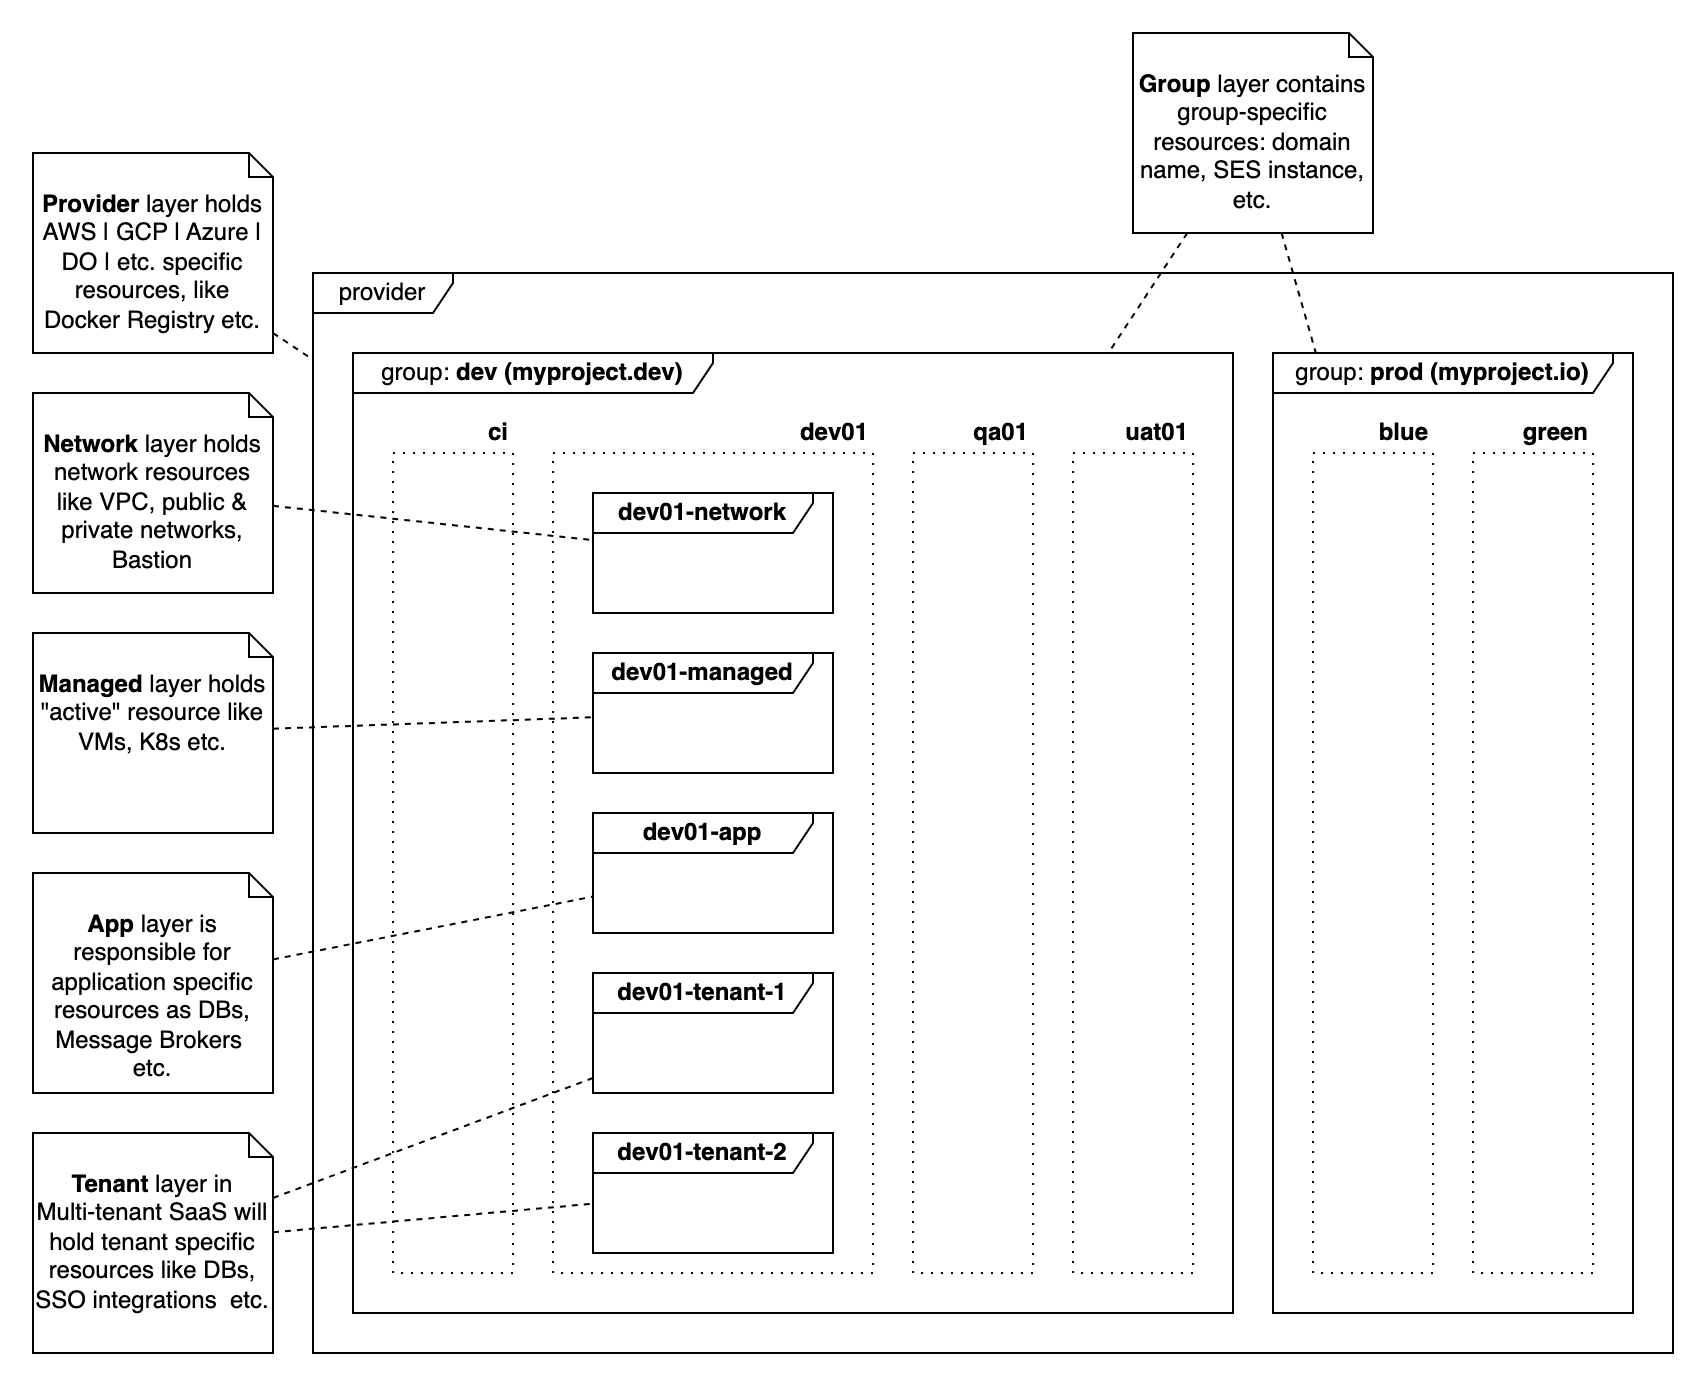 Group layer contains
group-specific
resources: domain
name, SES instance,
etc.
Provider layer holds
AWS | GCP | Azure |
DO | etc. specific
resources, like
Docker Registry etc.
provider
group: dev (myproject.dev)
group: prod (myproject.io)
ci
dev01
qa01
uat01
blue
green
Network layer holds
network resources
like VPC, public &
private networks,
Bastion
dev01-network
Managed layer holds
"active" resource like
VMs, K8s etc.
dev01-managed
App layer is
responsible for
application specific
resources as DBs,
Message Brokers
etc.
dev01-app
dev01-tenant-1
Tenant layer in
Multi-tenant SaaS will
hold tenant specific
resources like DBs,
SSO integrations  etc.
dev01-tenant-2